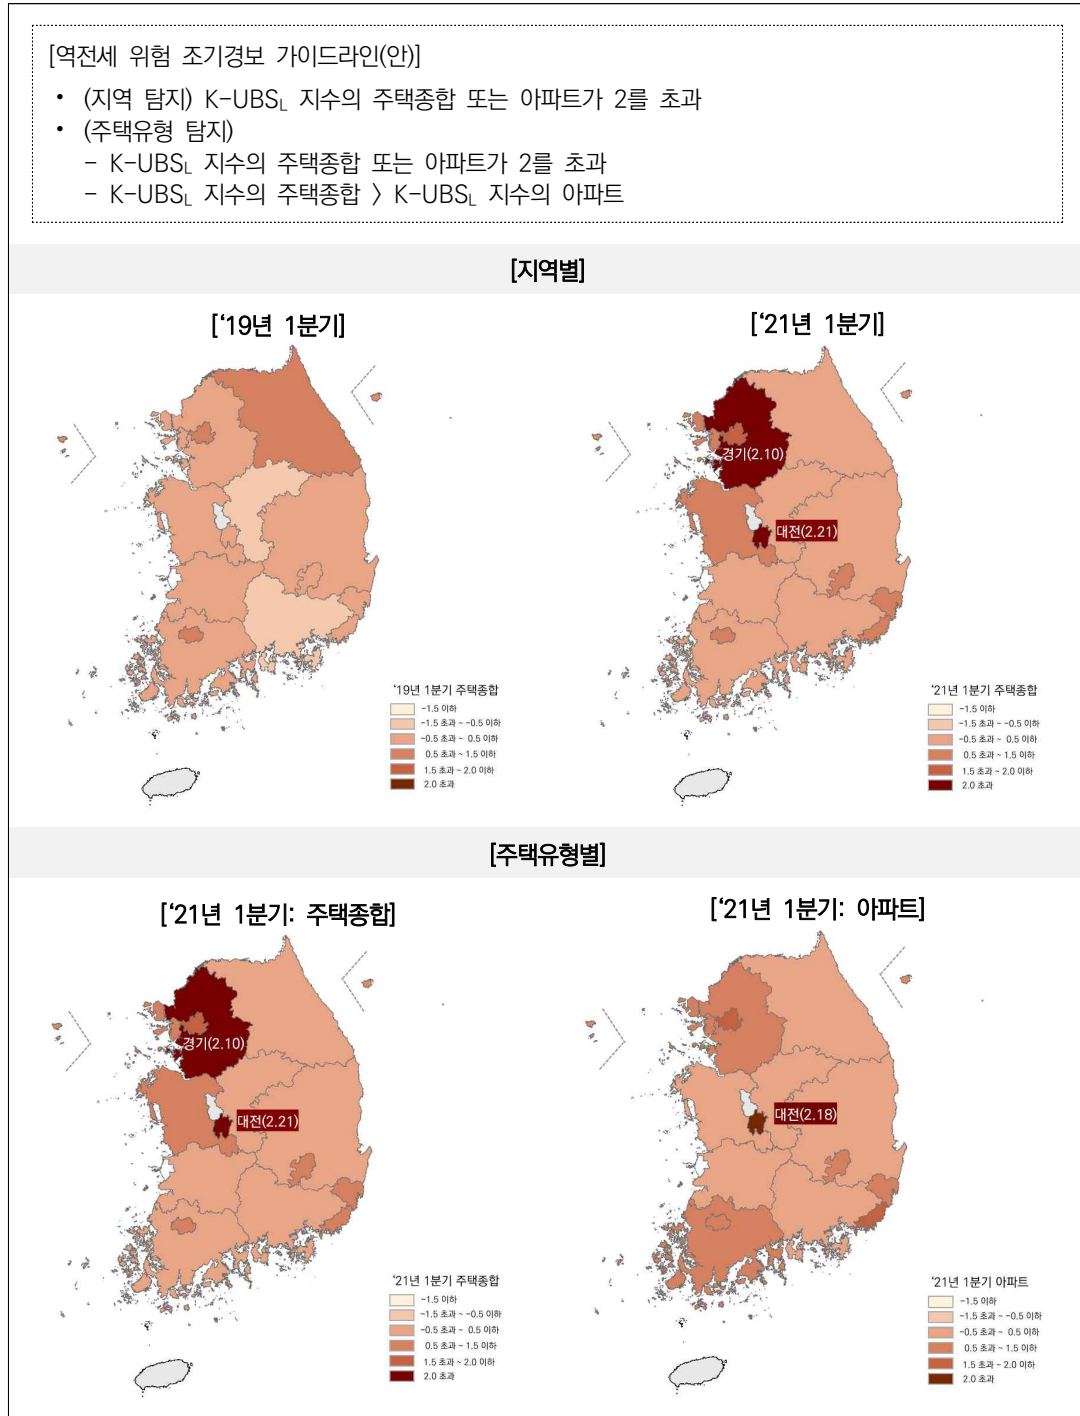 [역전세 위험 조기경보 가이드라인(안)]
• (지역 탐지) K-UBSL 지수의 주택종합 또는 아파트가 2를 초과
• (주택유형 탐지)
- K-UBSL 지수의 주택종합 또는 아파트가 2를 초과
- K-UBSL 지수의 주택종합 > K-UBSL 지수의 아파트
[지역별]
[‘19년 1분기]
‘19년 1분기 주택종합
-1.5 이하
-1.5 초과 ~ -0.5 이하
-0.5 초과 ~ 0.5 이하
0.5 초과 ~ 1.5 이하
1.5 초과 ~ 2.0 이하
2.0 초과
[‘21년 1분기]
경기(2.10)
대전(2.21)
‘21년 1분기 주택종합
-1.5 이하
-1.5 초과 ~ -0.5 이하
-0.5 초과 ~ 0.5 이하
0.5 초과 ~ 1.5 이하
1.5 초과 ~ 2.0 이하
2.0 초과
[주택유형별]
[‘21년 1분기: 주택종합]
경기(2.10)
대전(2.21)
‘21년 1분기 주택종합
-1.5 이하
-1.5 초과 ~ -0.5 이하
-0.5 초과 ~ 0.5 이하
0.5 초과 ~ 1.5 이하
1.5 초과 ~ 2.0 이하
2.0 초과
[‘21년 1분기: 아파트]
대전(2.18)
‘21년 1분기 아파트
-1.5 이하
-1.5 초과 ~ -0.5 이하
-0.5 초과 ~ 0.5 이하
0.5 초과 ~ 1.5 이하
1.5 초과 ~ 2.0 이하
2.0 초과